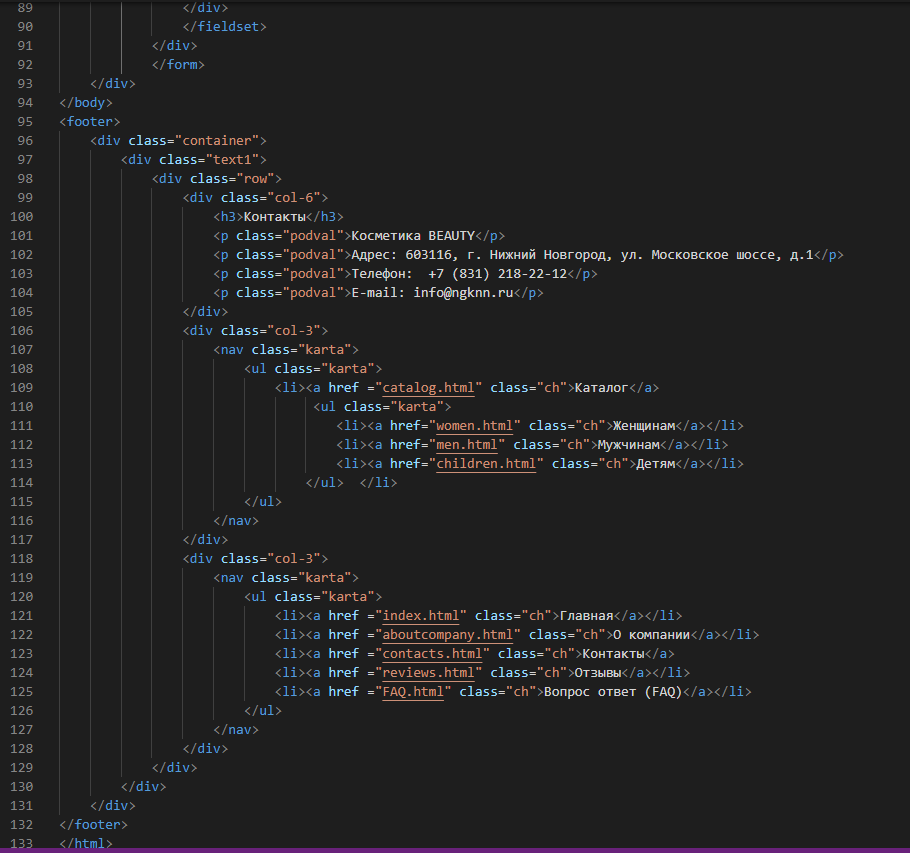 89 </div>
90 </fieldset>
91 </div>
92 </form>
93 </div>
94 </body>
95 <footer>
96 <div class="container">
97 <div class="text1">
98 <div class="row">
99 <div class="col-6">
100 <h3>Контакты</h3>
101 <p class="podval">Косметика BEAUTY</p>
102 <p class="podval">Адрес: 603116, г. Нижний Новгород, ул. Московское шоссе, д.1</p>
103 <p class="podval">Телефон:  +7 (831) 218-22-12</p>
104 <p class="podval">E-mail: info@ngknn.ru</p>
105 </div>
106 <div class="col-3">
107 <nav class="karta">
108 <ul class="karta">
109 <li><a href ="catalog.html" class="ch">Каталог</a>
110 <ul class="karta">
111 <li><a href="women.html" class="ch">Женщинам</a></li>
112 <li><a href="men.html" class="ch">Мужчинам</a></li>
113 <li><a href="children.html" class="ch">Детям</a></li>
114 </ul>  </li>
115 </ul>
116 </nav>
117 </div>
118 <div class="col-3">
119 <nav class="karta">
120 <ul class="karta">
121 <li><a href ="index.html" class="ch">Главная</a></li>
122 <li><a href ="aboutcompany.html" class="ch">О компании</a></li>
123 <li><a href ="contacts.html" class="ch">Контакты</a>
124 <li><a href ="reviews.html" class="ch">Отзывы</a></li>
125 <li><a href ="FAQ.html" class="ch">Вопрос ответ (FAQ)</a></li>
126 </ul>
127 </nav>
128 </div>
129 </div>
130 </div>
131 </div>
132 </footer>
133 </html>